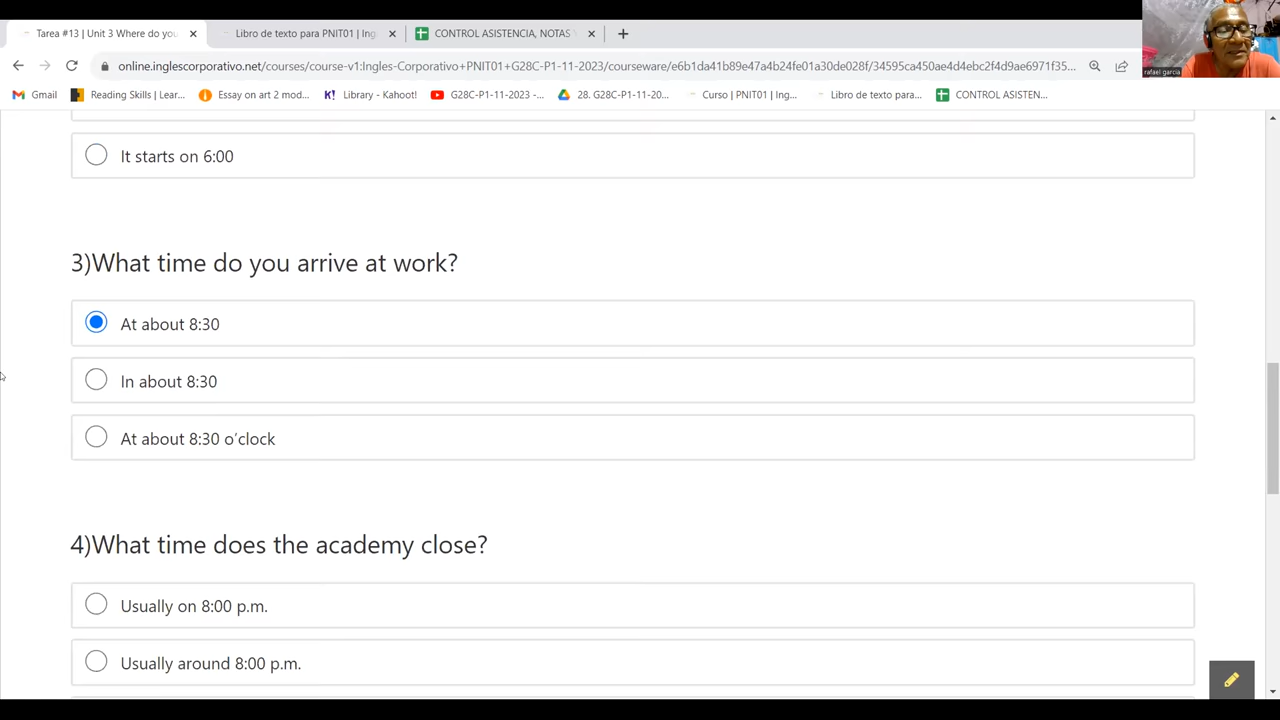 Tarea #13 | Unit 3 Where do you
Libro de texto para PNIT01 | Ing
CONTROL ASISTENCIA, NOTAS
online.inglescorporativo.net/courses/course-v1:Ingles-Corporativo+PNIT01+G28C-P1-11-2023/courseware/e6b1da41b89e47a4b24fe01a30de028f/34595ca450ae4d4ebc2f4d9ae6971f35...
Gmail
Reading Skills | Lear...
Essay on art 2 mod...
Library - Kahoot!
G28C-P1-11-2023 -...
28. G28C-P1-11-20...
Curso | PNIT01 | Ing...
Libro de texto para...
CONTROL ASISTEN...
rafael garcia
It starts on 6:00
3)What time do you arrive at work?
At about 8:30
In about 8:30
At about 8:30 o’clock
4)What time does the academy close?
Usually on 8:00 p.m.
Usually around 8:00 p.m.